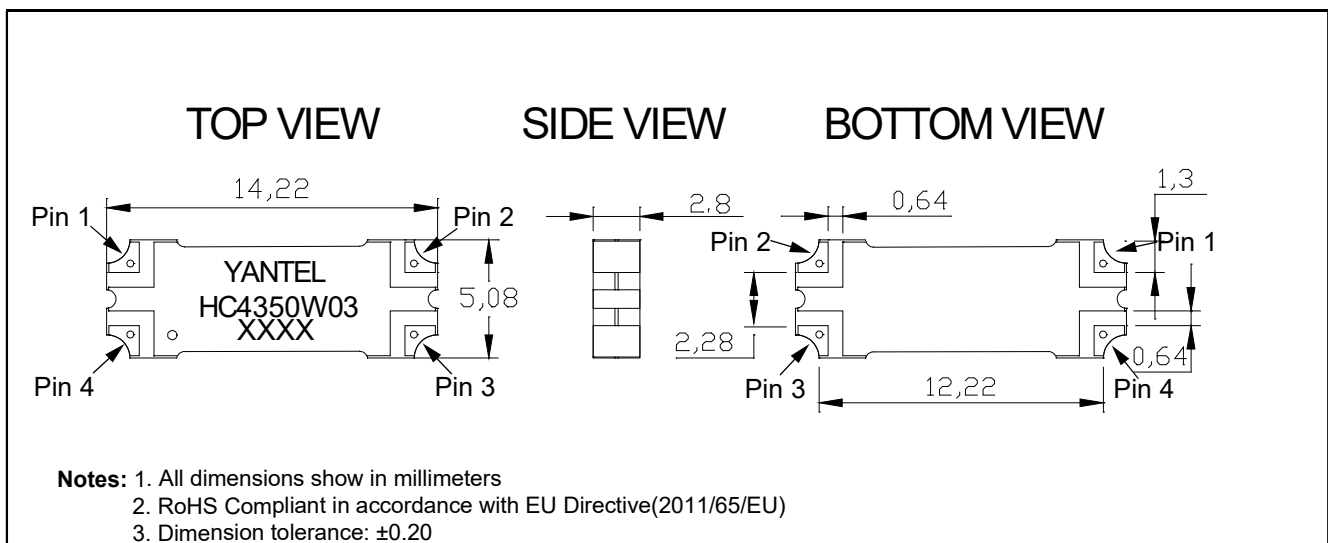 TOP VIEW
SIDE VIEW
BOTTOM VIEW
14,22
2.8
0,64
1,3
Pin 1
Pin 2
Pin 2
Pin 1
YANTEL
HC4350W03
XXXX
5,08
2,28
0,64
Pin 4
Pin 3
Pin 3
12,22
Pin 4
Notes: 1. All dimensions show in millimeters
2. RoHS Compliant in accordance with EU Directive(2011/65/EU)
3. Dimension tolerance: ±0.20